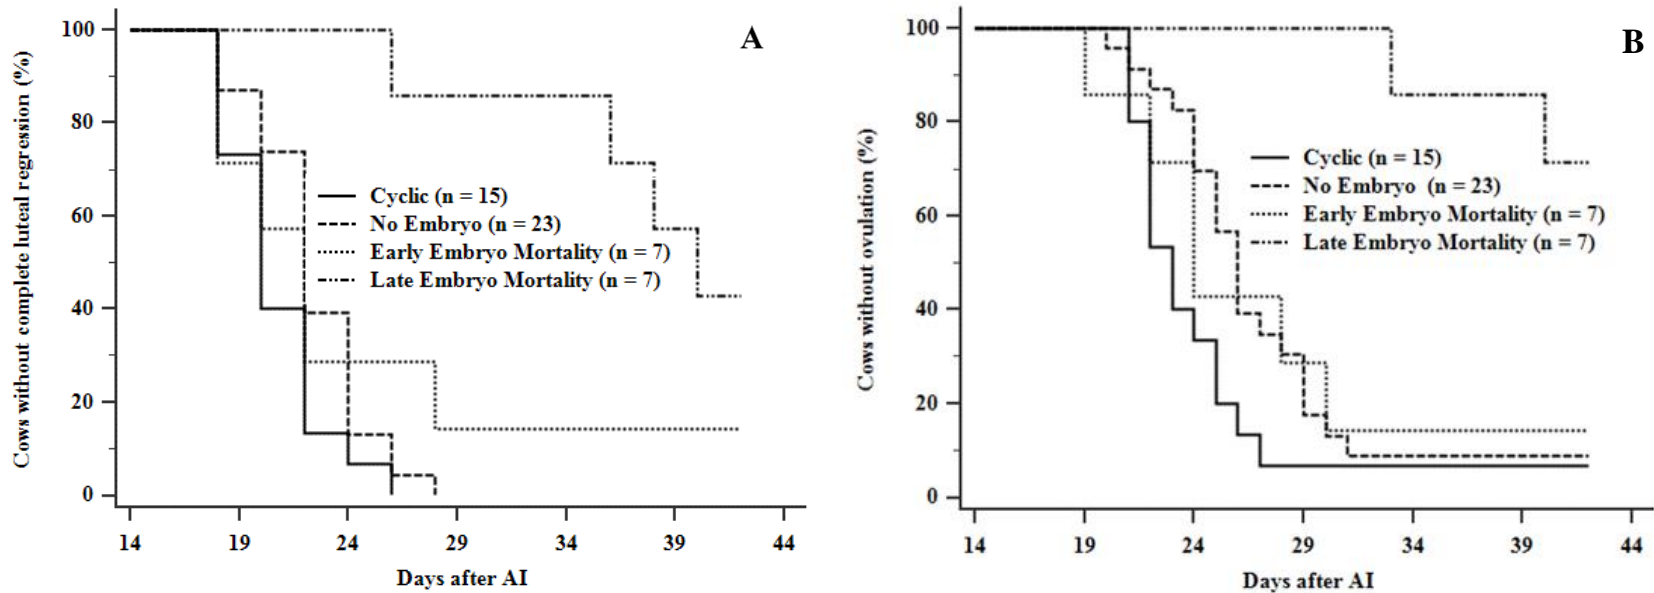 A
Cows without complete luteal regression (%)
100
80
60
40
20
0
Cyclic (n = 15)
No Embryo (n = 23)
Early Embryo Mortality (n = 7)
Late Embryo Mortality (n = 7)
14 19 24 29 34 39 44
Days after AI
B
Cows without ovulation (%)
100
80
60
40
20
0
Cyclic (n = 15)
No Embryo (n = 23)
Early Embryo Mortality (n = 7)
Late Embryo Mortality (n = 7)
14 19 24 29 34 39 44
Days after AI